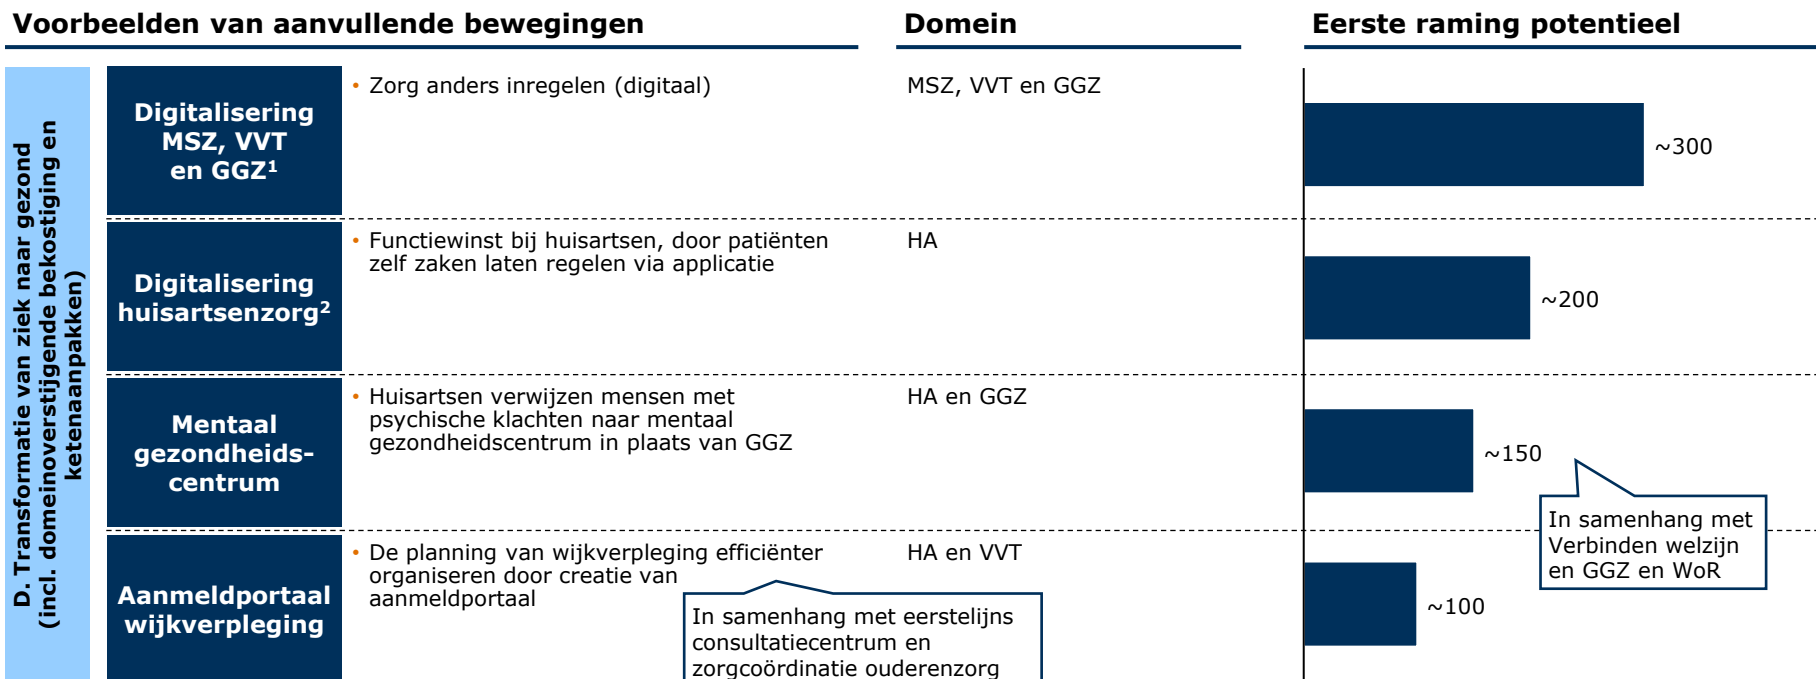 Voorbeelden van aanvullende bewegingen
Domein
Eerste raming potentieel
D. Transformatie van ziek naar gezond
(incl. domeinoverstijgende bekostiging en
ketenaanpakken)
Digitalisering
MSZ, VVT
en GGZ¹
• Zorg anders inregelen (digitaal)
MSZ, VVT en GGZ
~300
Digitalisering
huisartsenzorg²
• Functiewinst bij huisartsen, door patiënten
zelf zaken laten regelen via applicatie
HA
~200
Mentaal
gezondheids-
centrum
• Huisartsen verwijzen mensen met
psychische klachten naar mentaal
gezondheidscentrum in plaats van GGZ
HA en GGZ
~150
In samenhang met
Verbinden welzijn
en GGZ en WoR
Aanmeldportaal
wijkverpleging
• De planning van wijkverpleging efficiënter
organiseren door creatie van
aanmeldportaal
HA en VVT
In samenhang met eerstelijns
consultatiecentrum en
zorgcoördinatie ouderenzorg
~100